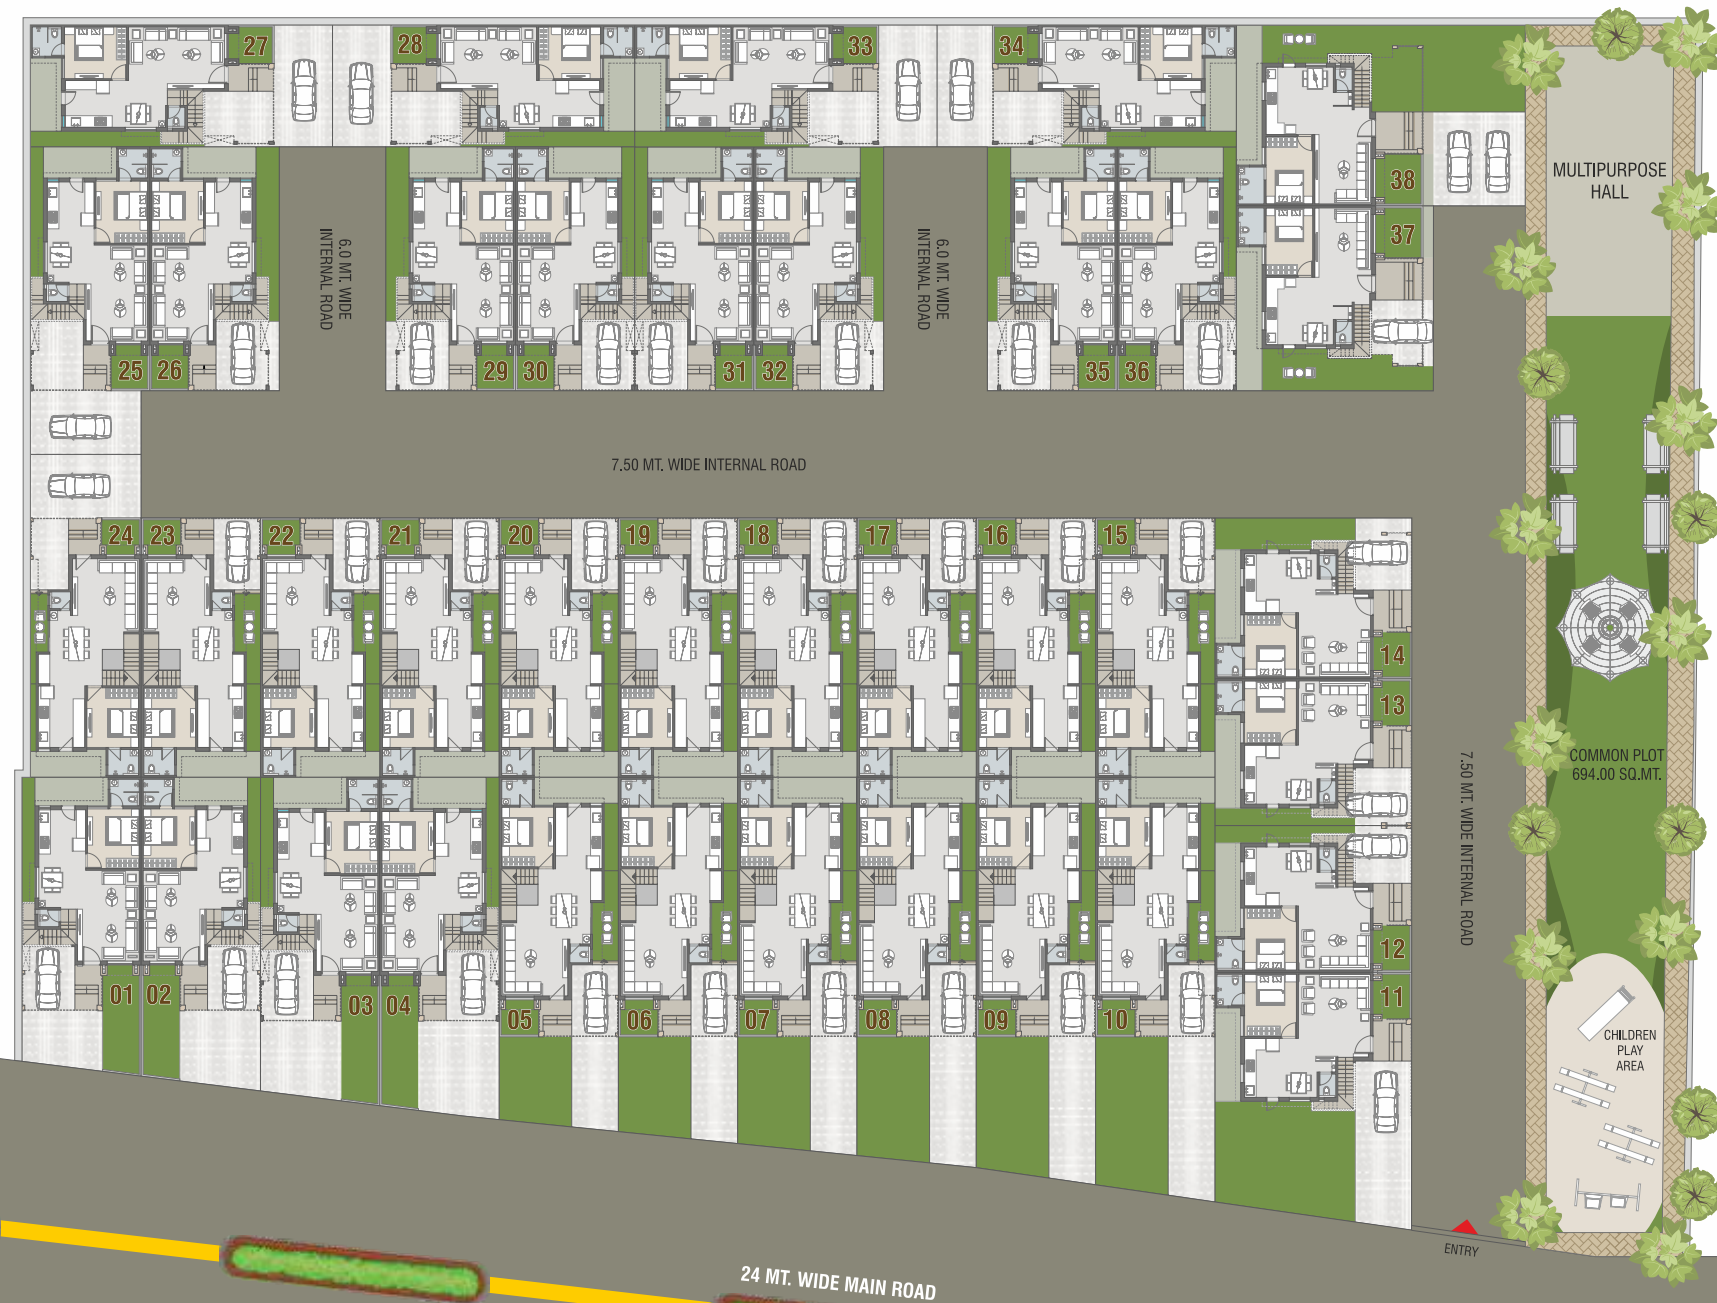 27
28
33
34
MULTIPURPOSE
HALL
38
37
6.0 MT. WIDE
INTERNAL ROAD
6.0 MT. WIDE
INTERNAL ROAD
25
26
29
30
31
32
35
36
7.50 MT. WIDE INTERNAL ROAD
24
23
22
21
20
19
18
17
16
15
14
13
7.50 MT. WIDE INTERNAL ROAD
COMMON PLOT
694.00 SQ.MT.
12
11
01
02
03
04
05
06
07
08
09
10
CHILDREN
PLAY
AREA
ENTRY
24 MT. WIDE MAIN ROAD